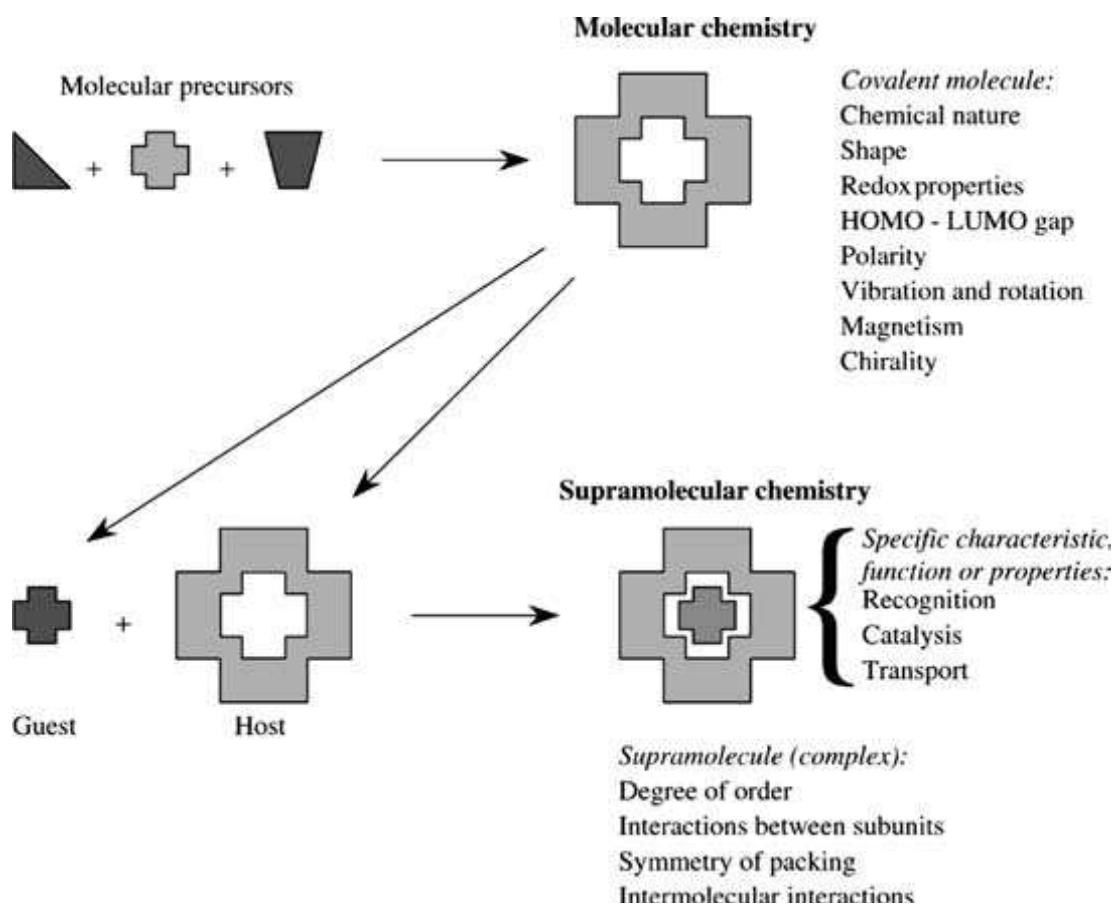 Molecular chemistry
Molecular precursors
+ +
Covalent molecule:
Chemical nature
Shape
Redox properties
HOMO - LUMO gap
Polarity
Vibration and rotation
Magnetism
Chirality
Supramolecular chemistry
+
Guest
Host
Specific characteristic,
function or properties:
Recognition
Catalysis
Transport
Supramolecule (complex):
Degree of order
Interactions between subunits
Symmetry of packing
Intermolecular interactions